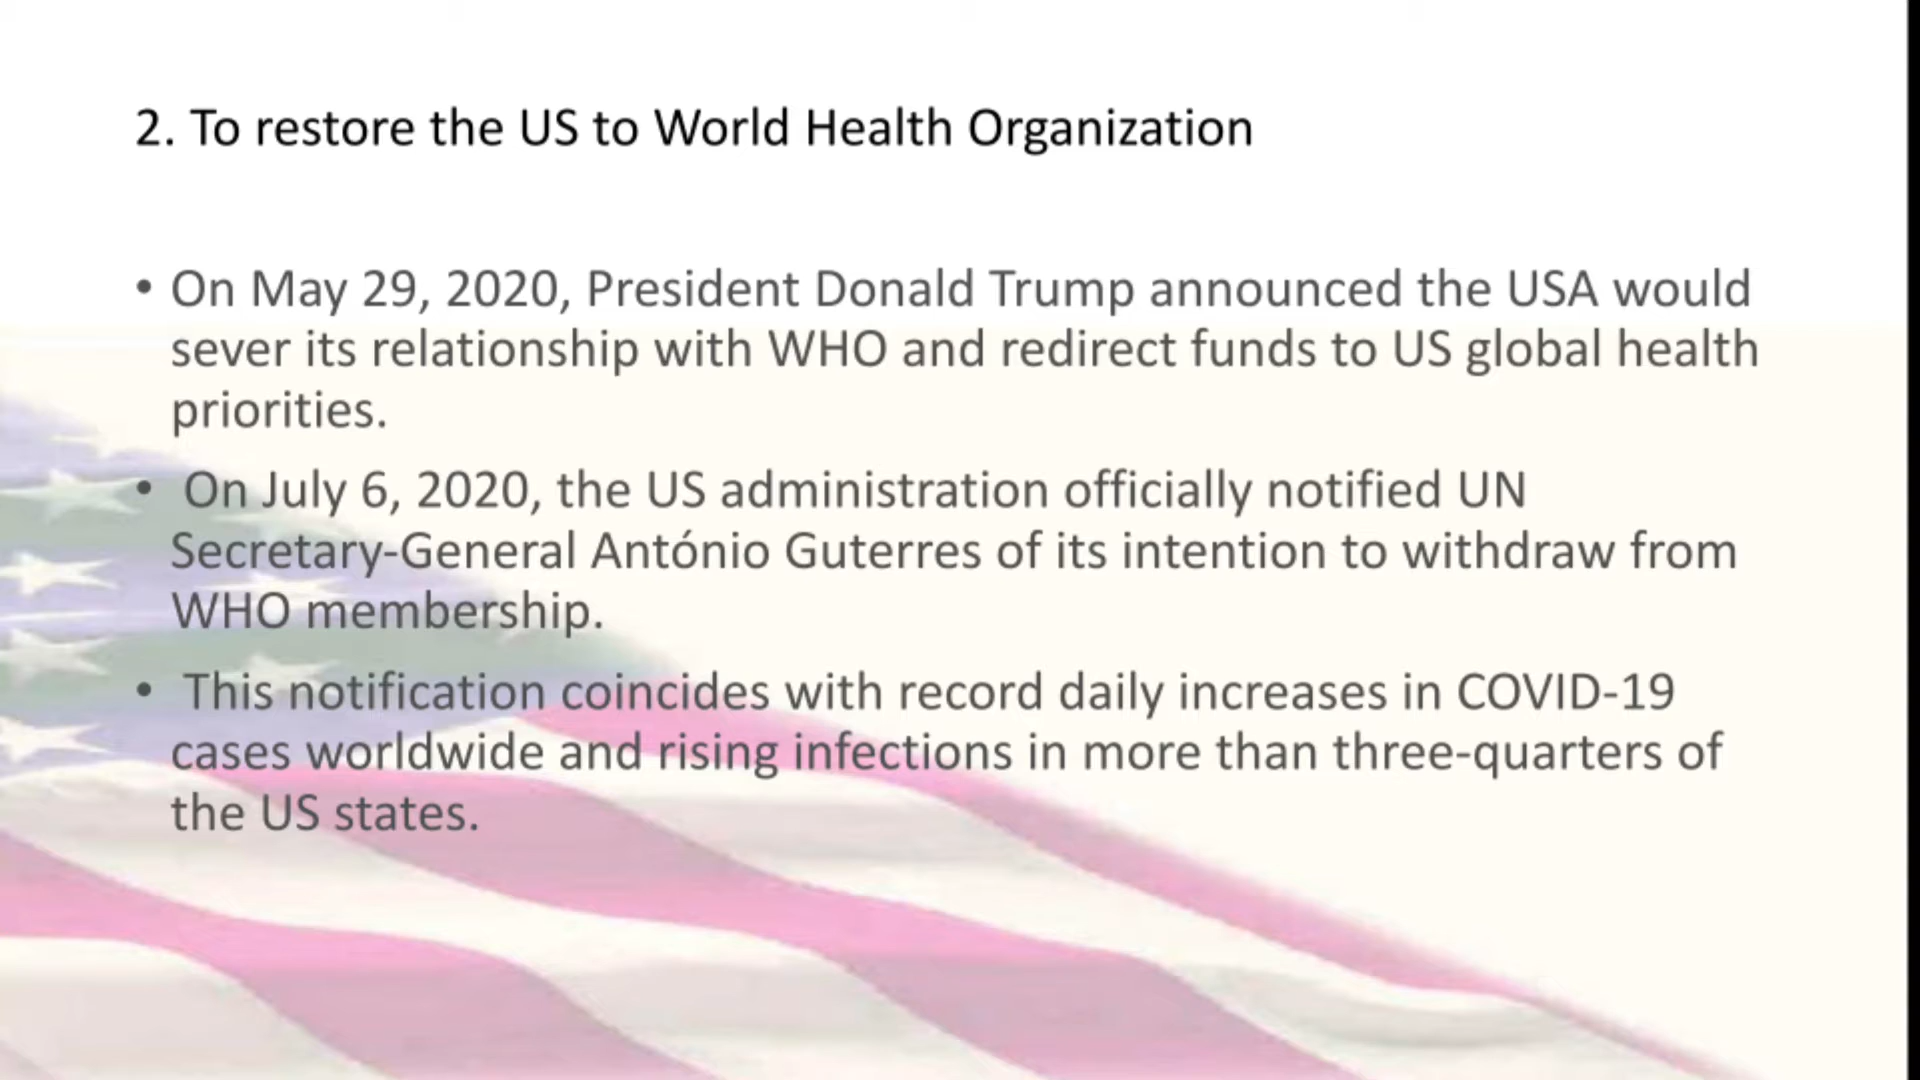 2. To restore the US to World Health Organization
• On May 29, 2020, President Donald Trump announced the USA would
sever its relationship with WHO and redirect funds to US global health
priorities.
• On July 6, 2020, the US administration officially notified UN
Secretary-General António Guterres of its intention to withdraw from
WHO membership.
• This notification coincides with record daily increases in COVID-19
cases worldwide and rising infections in more than three-quarters of
the US states.